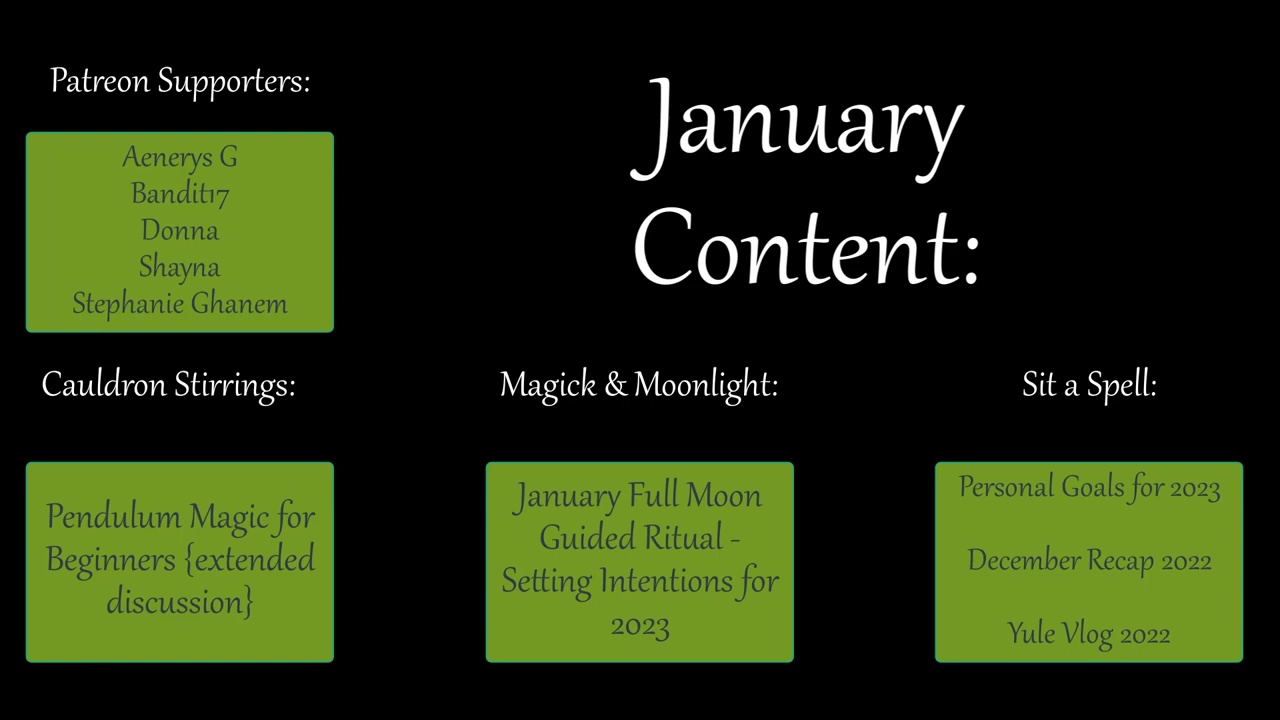 Patreon Supporters:
Aenerys G
Bandit17
Donna
Shayna
Stephanie Ghanem
January
Content:
Cauldron Stirrings:
Pendulum Magic for
Beginners {extended
discussion}
Magick & Moonlight:
January Full Moon
Guided Ritual -
Setting Intentions for
2023
Sit a Spell:
Personal Goals for 2023
December Recap 2022
Yule Vlog 2022